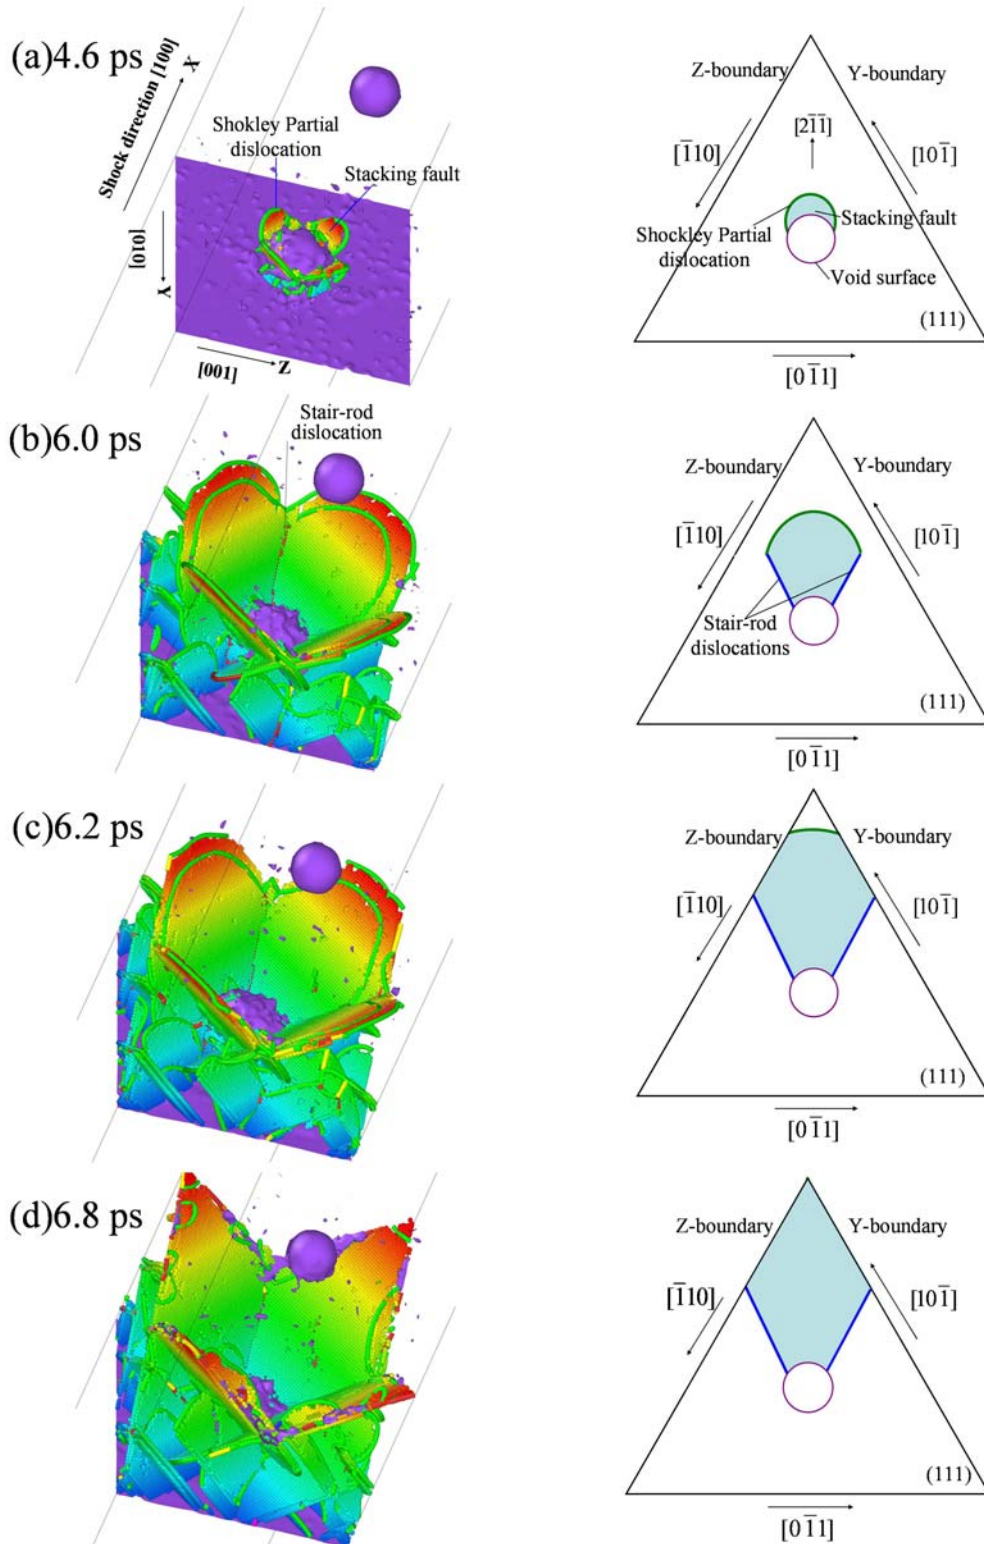 (a)4.6 ps
Shock direction [100]
X
Shokley Partial
dislocation
Stacking fault
[010]
Y
[001]
Z
Z-boundary
Y-boundary
[21̅1̅]
[1̅10]
[101̅]
Stacking fault
Shockley Partial
dislocation
Void surface
(111)
[01̅1]
(b)6.0 ps
Stair-rod
dislocation
Z-boundary
Y-boundary
[1̅10]
[101̅]
Stair-rod
dislocations
(111)
[01̅1]
(c)6.2 ps
Z-boundary
Y-boundary
[1̅10]
[101̅]
(111)
[01̅1]
(d)6.8 ps
Z-boundary
Y-boundary
[1̅10]
[101̅]
(111)
[01̅1]